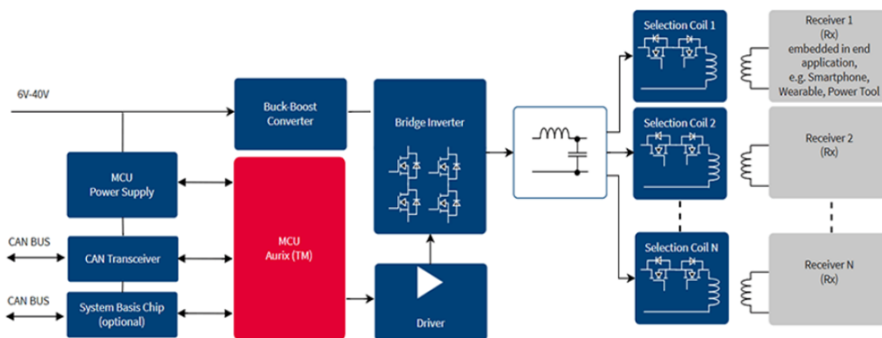 6V-40V
Buck-Boost
Converter
Bridge Inverter
MCU
Power Supply
MCU
Aurix (TM)
CAN BUS
CAN Transceiver
CAN BUS
System Basis Chip
(optional)
Driver
Selection Coil 1
Selection Coil 2
Selection Coil N
Receiver 1
(Rx)
embedded in end
application,
e.g. Smartphone,
Wearable, Power Tool
Receiver 2
(Rx)
Receiver N
(Rx)